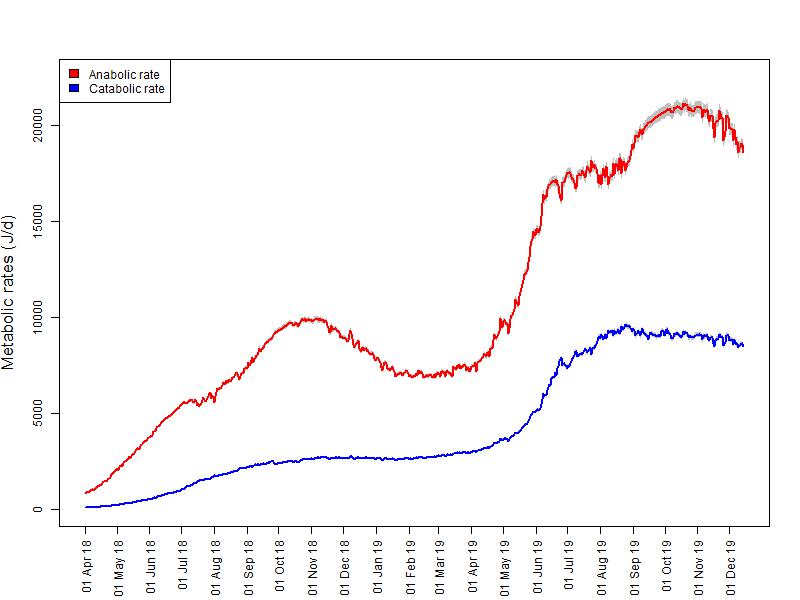 Anabolic rate
Catabolic rate
Metabolic rates (J/d)
20000
15000
10000
5000
0
01 Apr 18
01 May 18
01 Jun 18
01 Jul 18
01 Aug 18
01 Sep 18
01 Oct 18
01 Nov 18
01 Dec 18
01 Jan 19
01 Feb 19
01 Mar 19
01 Apr 19
01 May 19
01 Jun 19
01 Jul 19
01 Aug 19
01 Sep 19
01 Oct 19
01 Nov 19
01 Dec 19